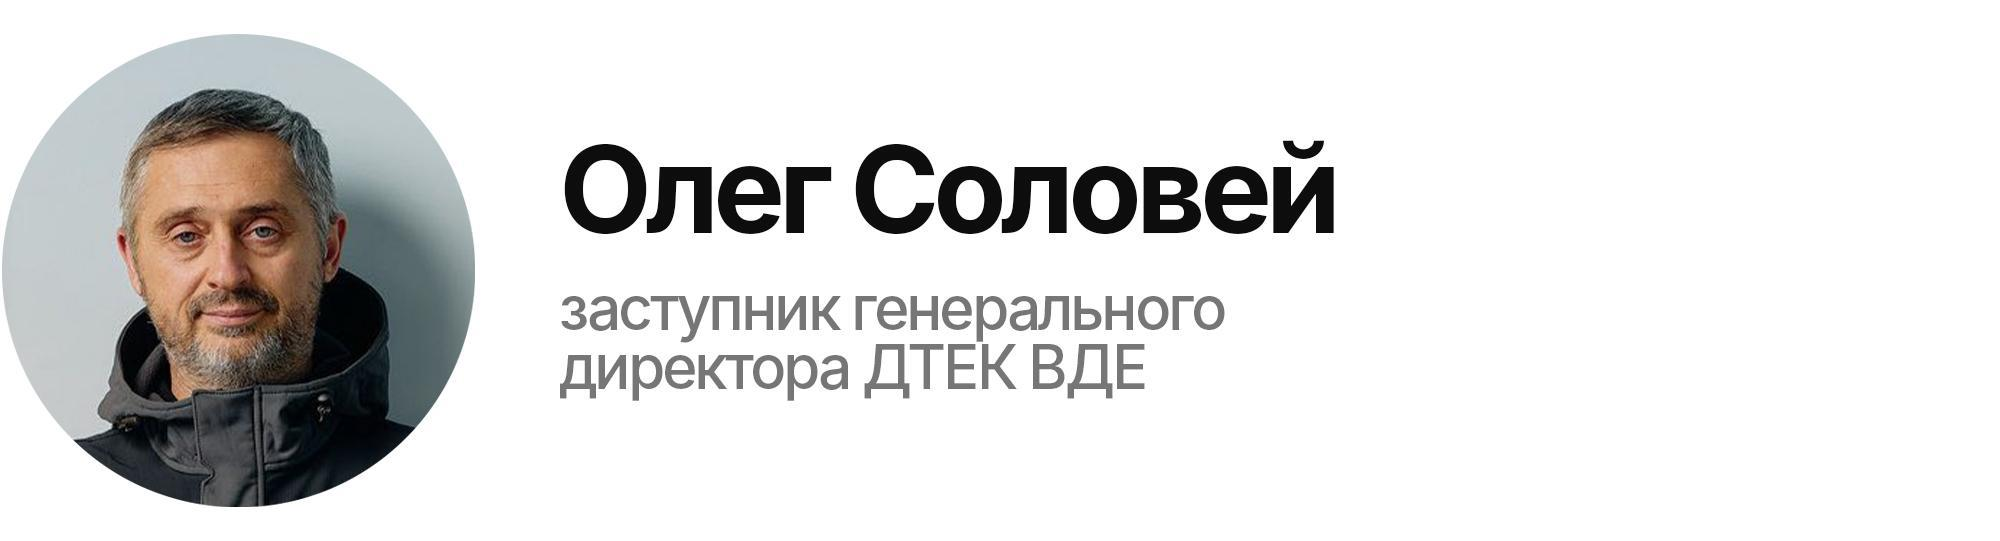 Олег Соловей
заступник генерального
директора ДТЕК ВДЕ